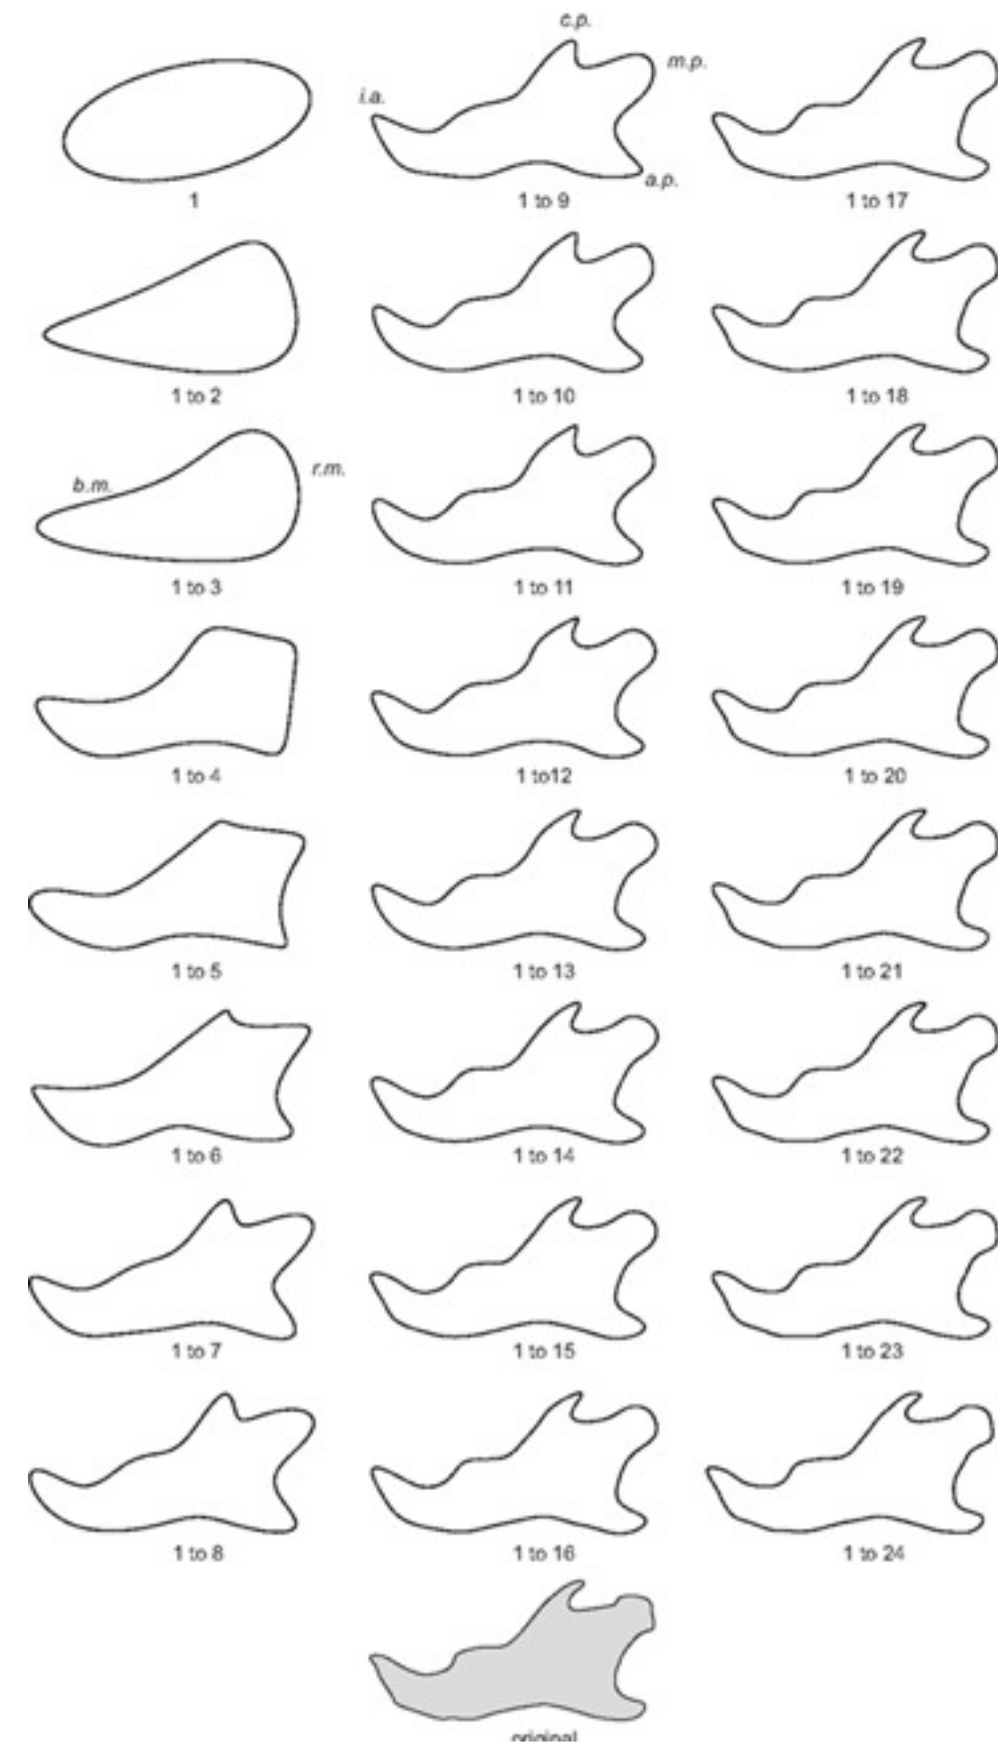 c.p.
m.p.
i.a.
a.p.
1
1 to 9
1 to 17
1 to 2
1 to 10
1 to 18
b.m.
r.m.
1 to 3
1 to 11
1 to 19
1 to 4
1 to12
1 to 20
1 to 5
1 to 13
1 to 21
1 to 6
1 to 14
1 to 22
1 to 7
1 to 15
1 to 23
1 to 8
1 to 16
1 to 24
original